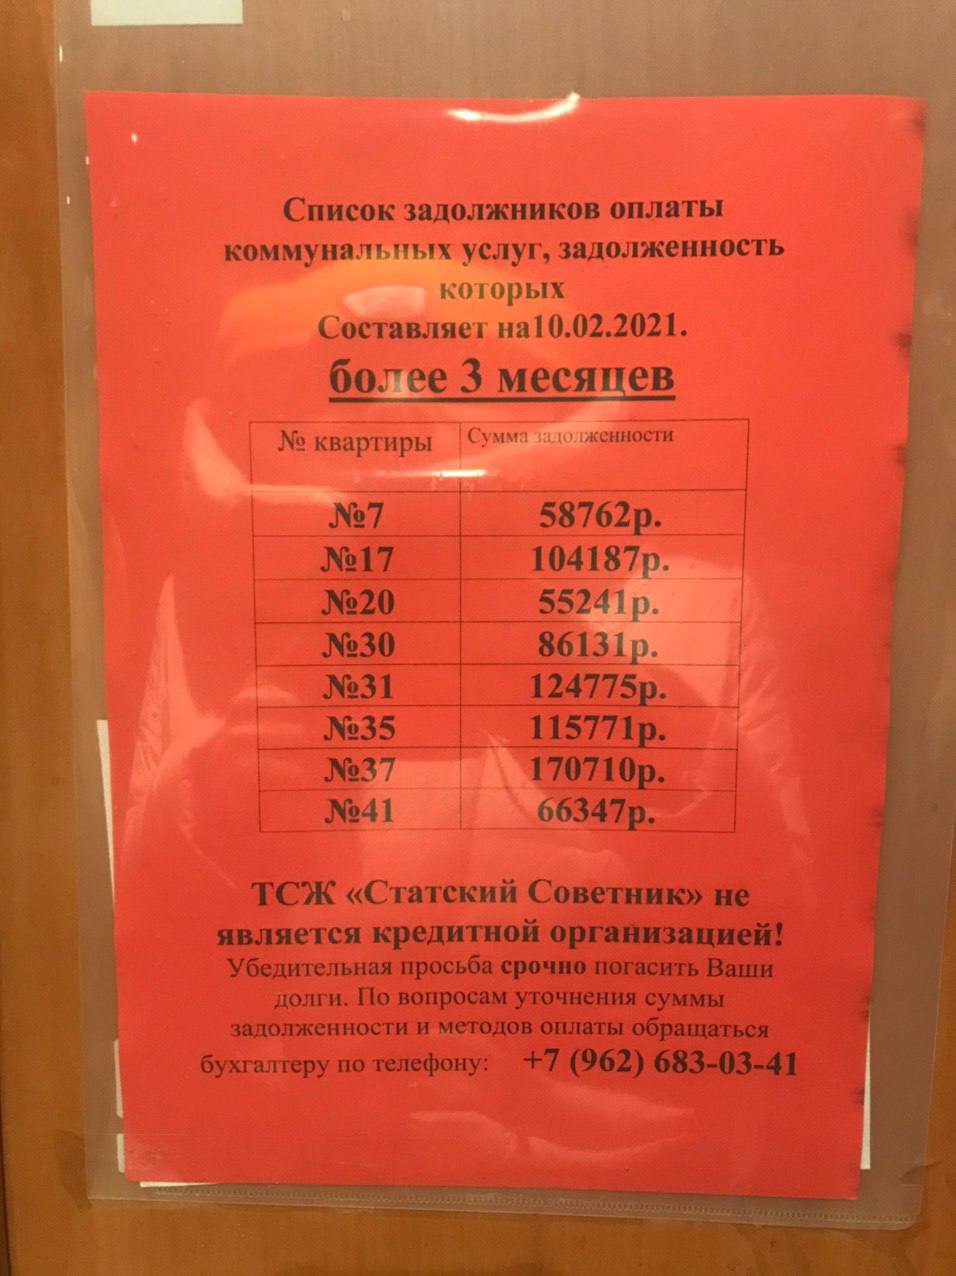 Список задолжников оплаты
коммунальных услуг, задолженность
которых
Составляет на10.02.2021.
более 3 месяцев
№ квартиры Сумма задолженности
№7 58762р.
№17 104187р.
№20 55241р.
№30 86131р.
№31 124775р.
№35 115771р.
№37 170710р.
№41 66347р.
ТСЖ «Статский Советник» не
является кредитной организацией!
Убедительная просьба срочно погасить Ваши
долги. По вопросам уточнения суммы
задолженности и методов оплаты обращаться
бухгалтеру по телефону: +7 (962) 683-03-41